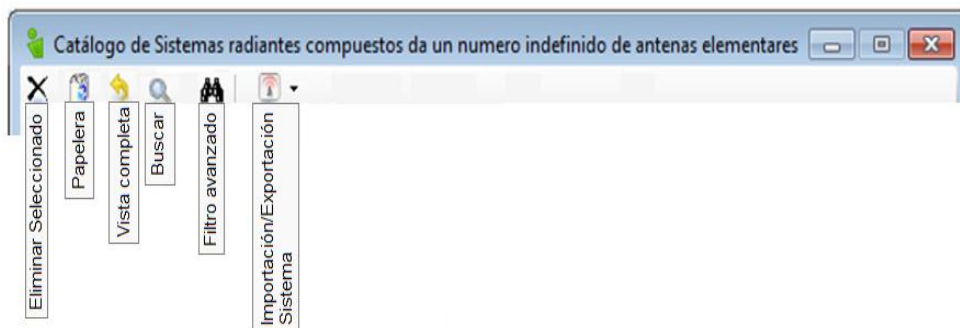 Catálogo de Sistemas radiantes compuestos da un numero indefinido de antenas elementares
Eliminar Seleccionado
Papelera
Vista completa
Buscar
Filtro avanzado
Importación/Exportación
Sistema